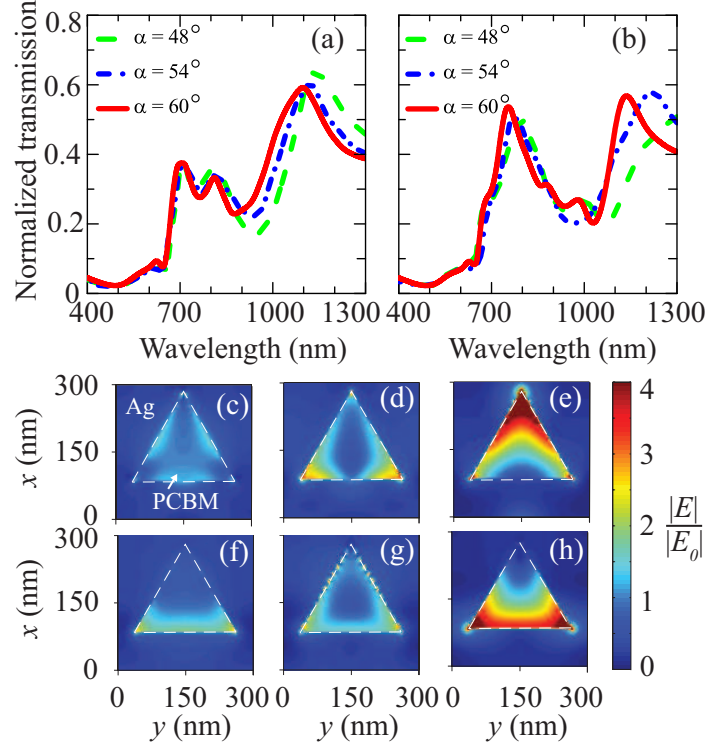 Normalized transmission
0.8
0.6
0.4
0.2
0
α = 48°
α = 54°
α = 60°
(a)
400
700
1000
1300
Wavelength (nm)
α = 48°
α = 54°
α = 60°
(b)
400
700
1000
1300
Wavelength (nm)
x (nm)
300
150
0
Ag
(c)
PCBM
(d)
(e)
x (nm)
300
150
0
(f)
(g)
(h)
0
150
300
y (nm)
0
150
300
y (nm)
0
150
300
y (nm)
4
3
2
1
0
|E|
|E0|